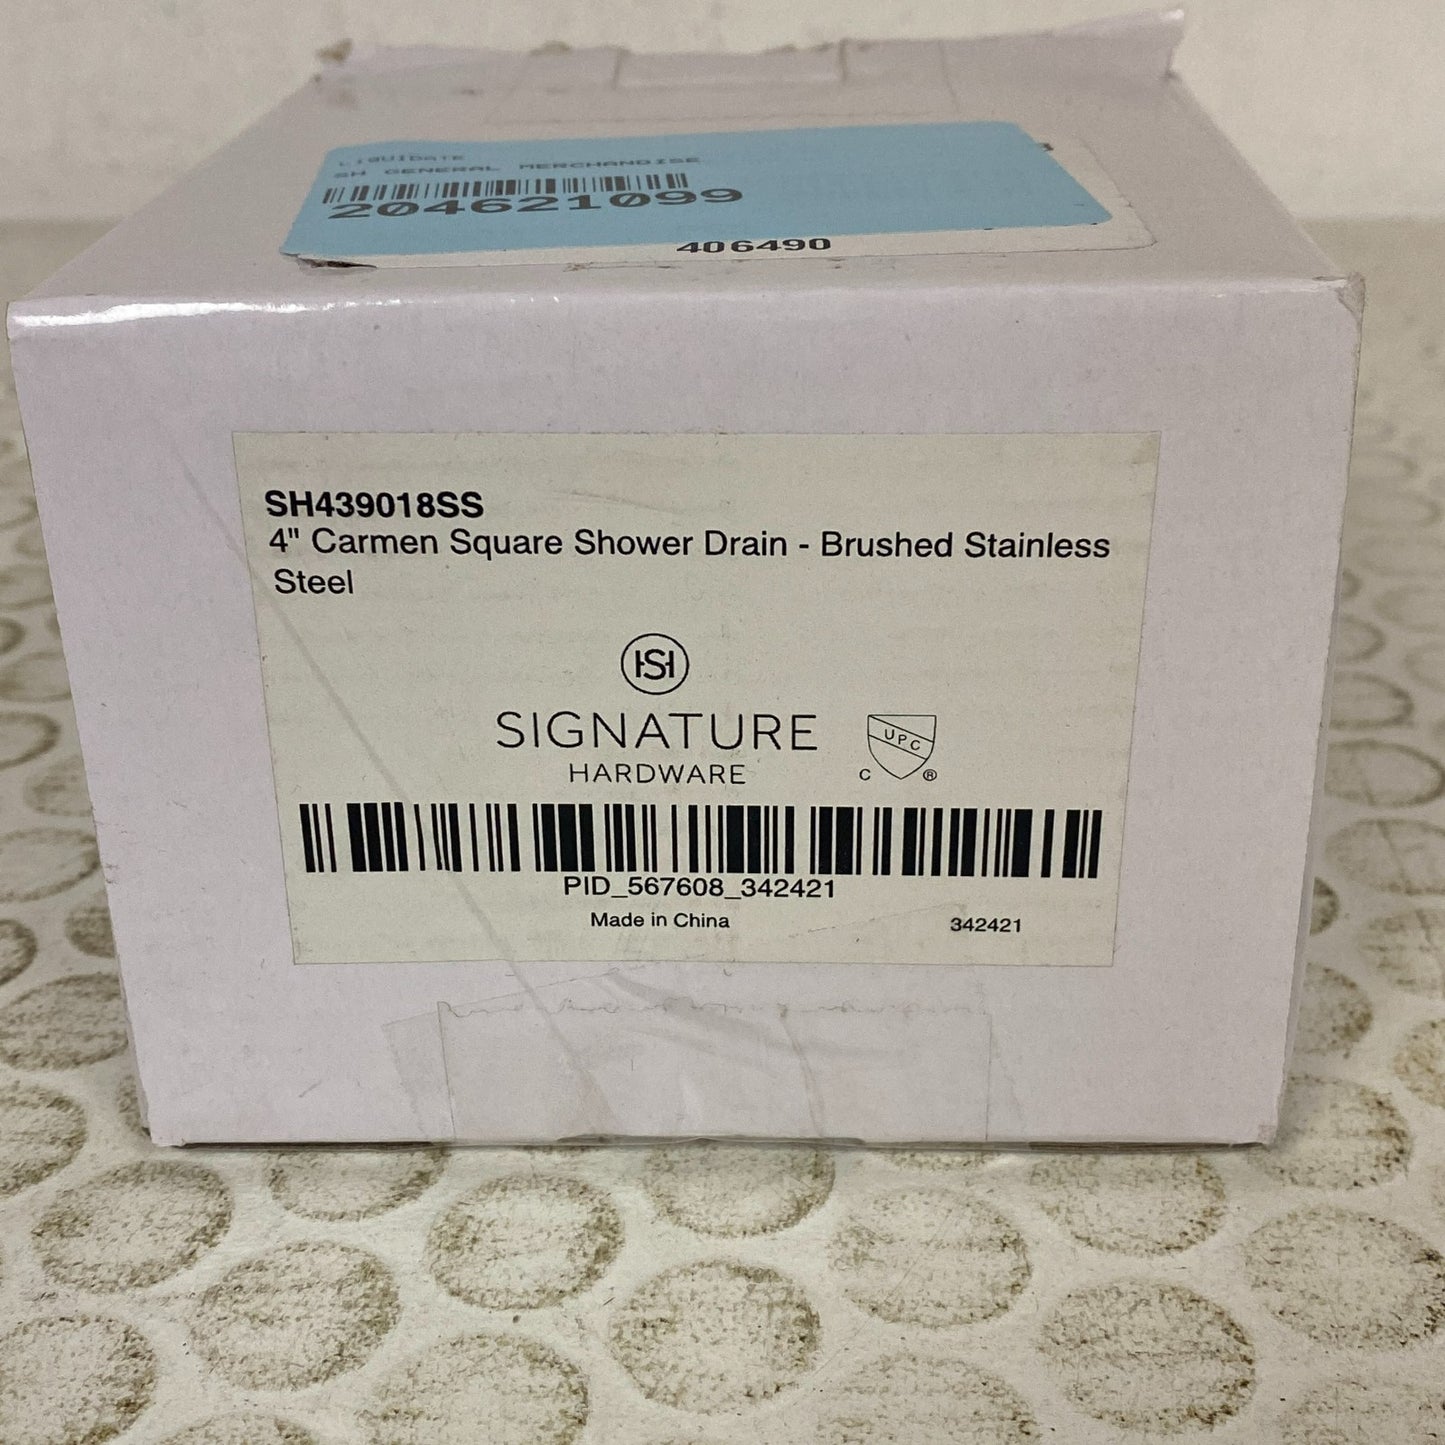 LIQUIDATE
SH GENERAL MERCHANDISE
204621099
406490
SH439018SS
4" Carmen Square Shower Drain - Brushed Stainless
Steel
SH
SIGNATURE
HARDWARE
UPC
C ®
PID_567608_342421
Made in China
342421